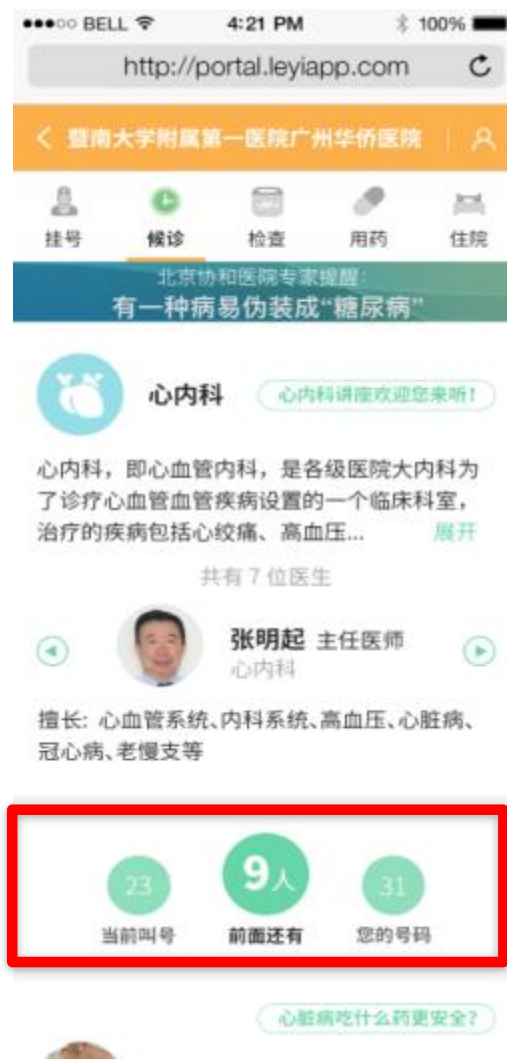 BELL 4:21 PM 100%
http://portal.leyiapp.com
暨南大学附属第一医院广州华侨医院
挂号 候诊 检查 用药 住院
北京协和医院专家提醒:
有一种病易伪装成“糖尿病”
心内科 心内科讲座欢迎您来听!
心内科，即心血管内科，是各级医院大内科为
了诊疗心血管血管疾病设置的一个临床科室，
治疗的疾病包括心绞痛、高血压... 展开
共有 7 位医生
张明起 主任医师
心内科
擅长: 心血管系统、内科系统、高血压、心脏病、
冠心病、老慢支等
23 9人 31
当前叫号 前面还有 您的号码
心脏病吃什么药更安全?